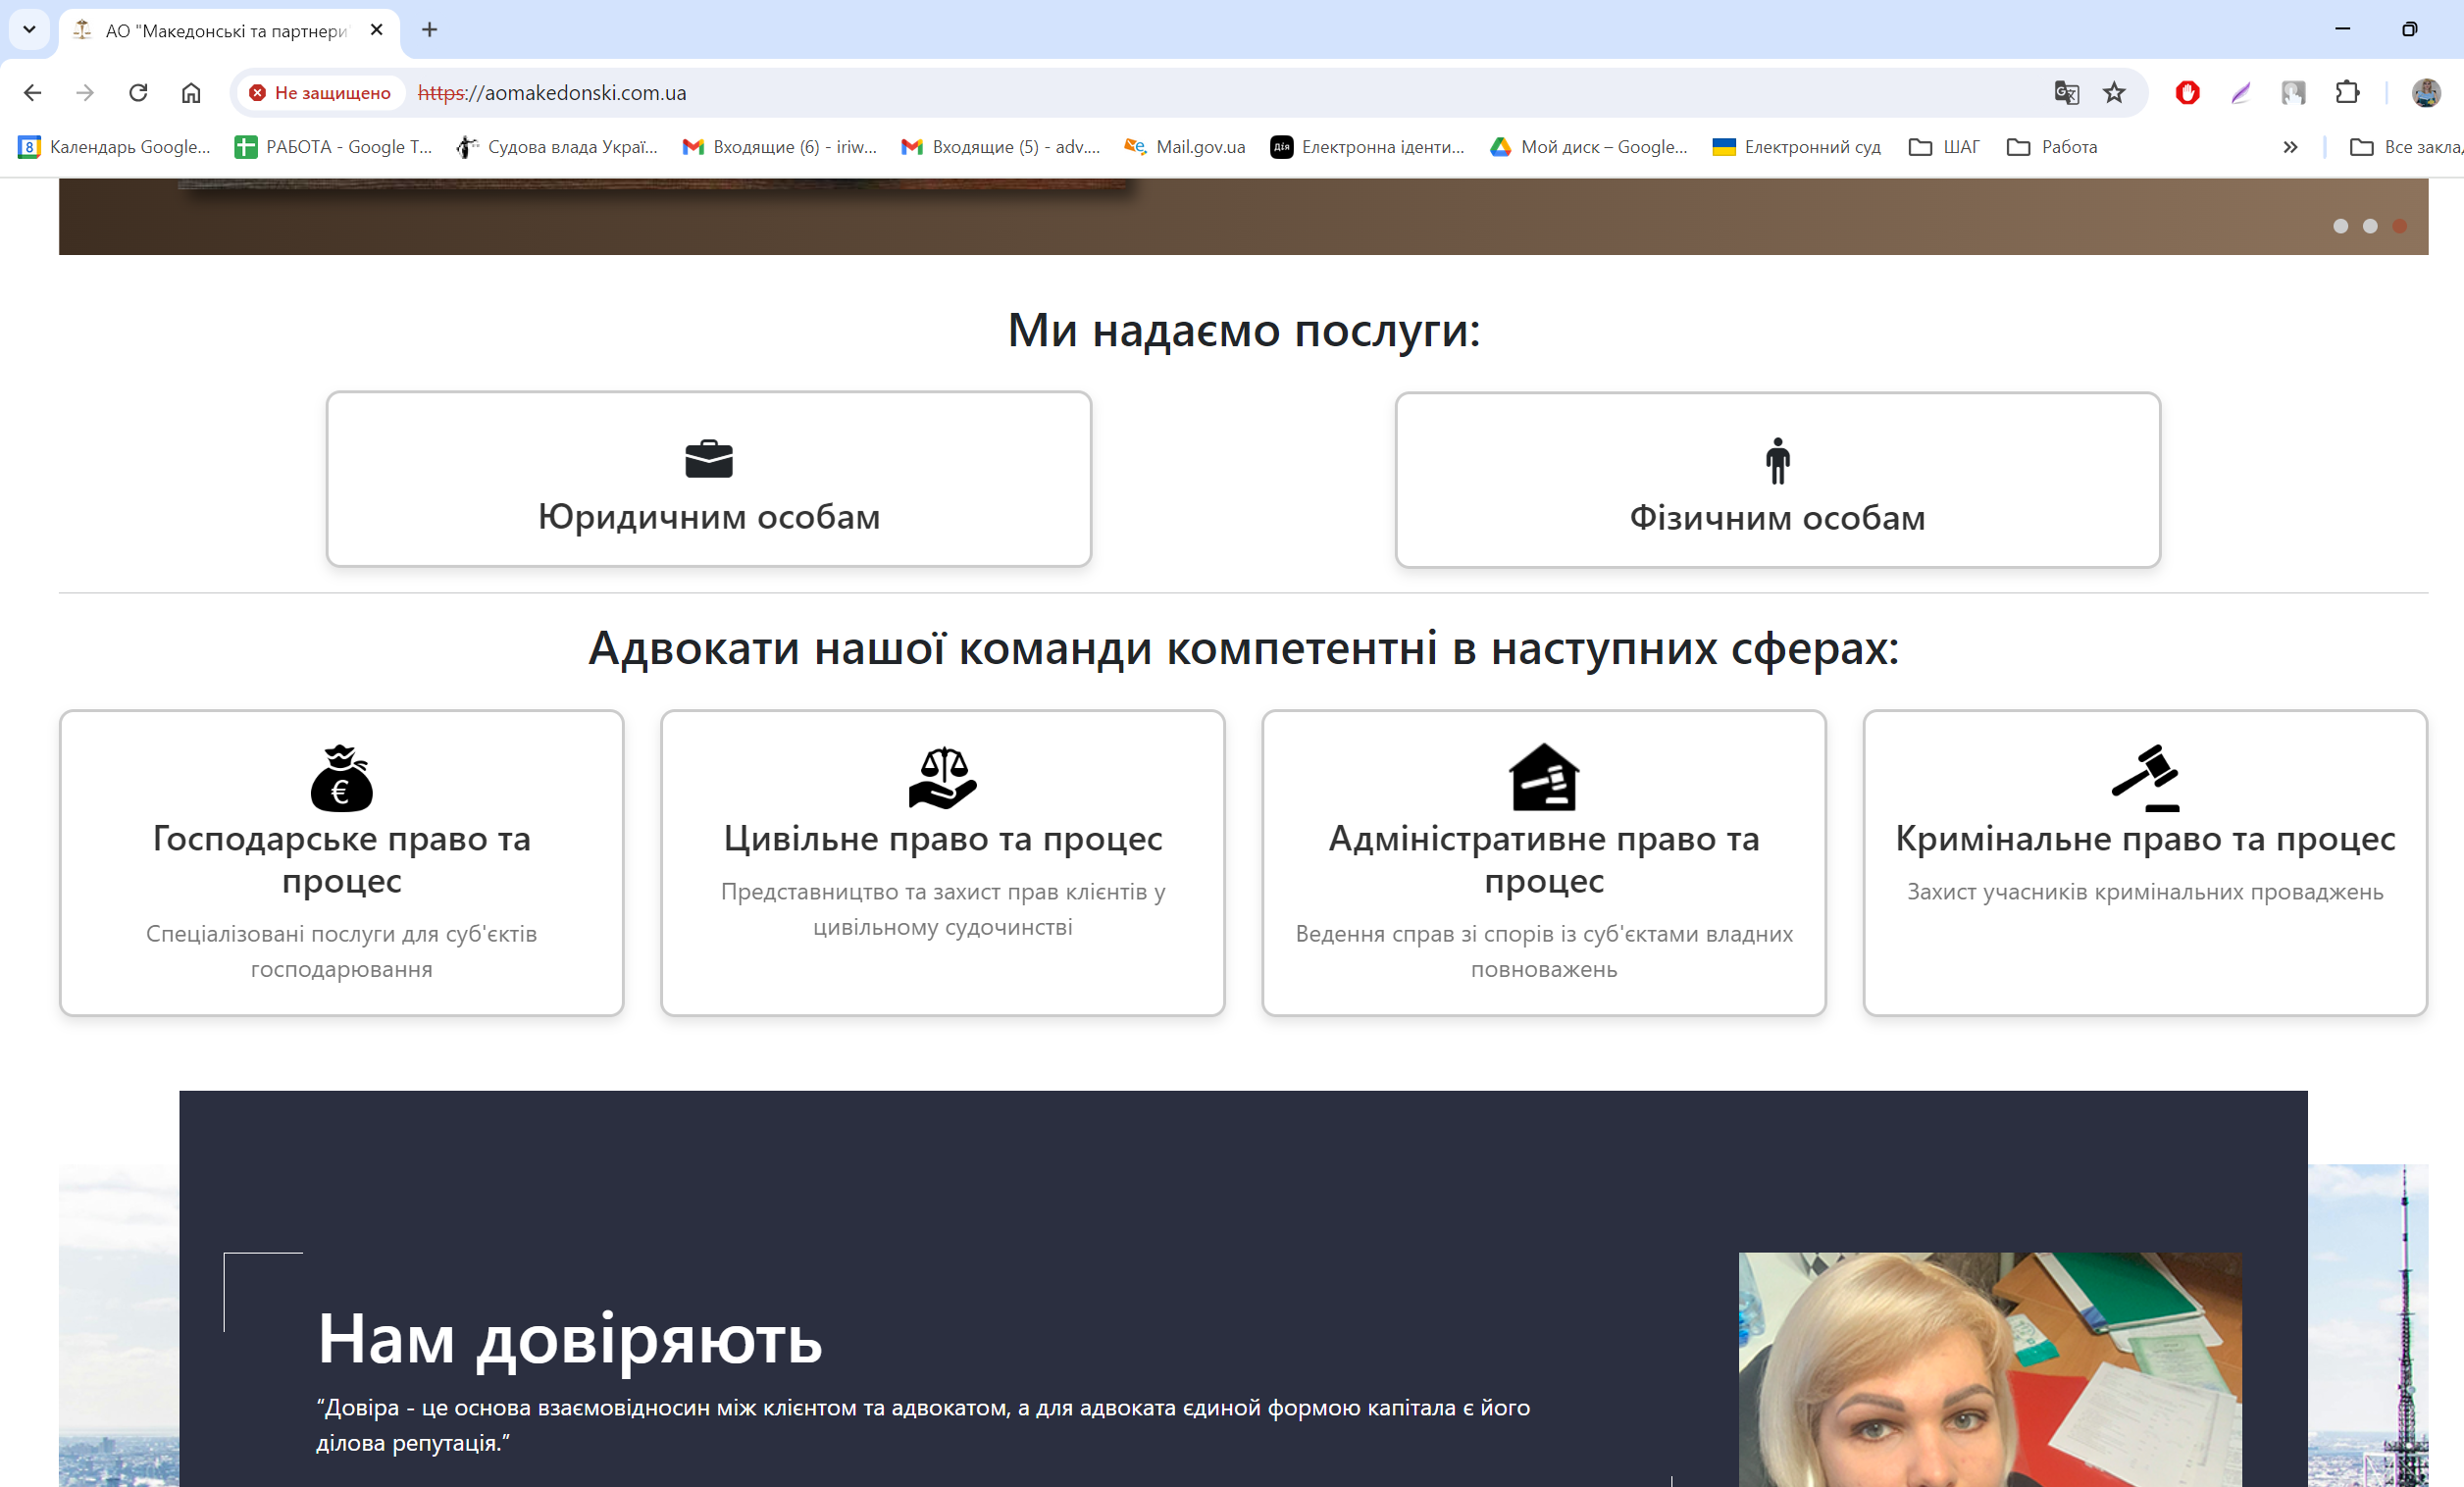 АО "Македонські та партнери"
Не защищено
https://aomakedonski.com.ua
Календарь Google...
РАБОТА - Google Т...
Судова влада Украї...
Входящие (6) - iriw...
Входящие (5) - adv....
Mail.gov.ua
Електронна іденти...
Мой диск – Google...
Електронний суд
ШАГ
Работа
Все заклад
Ми надаємо послуги:
Юридичним особам
Фізичним особам
Адвокати нашої команди компетентні в наступних сферах:
Господарське право та
процес
Спеціалізовані послуги для суб'єктів
господарювання
Цивільне право та процес
Представництво та захист прав клієнтів у
цивільному судочинстві
Адміністративне право та
процес
Ведення справ зі спорів із суб'єктами владних
повноважень
Кримінальне право та процес
Захист учасників кримінальних проваджень
Нам довіряють
“Довіра - це основа взаємовідносин між клієнтом та адвокатом, а для адвоката єдиной формою капітала є його
ділова репутація.”